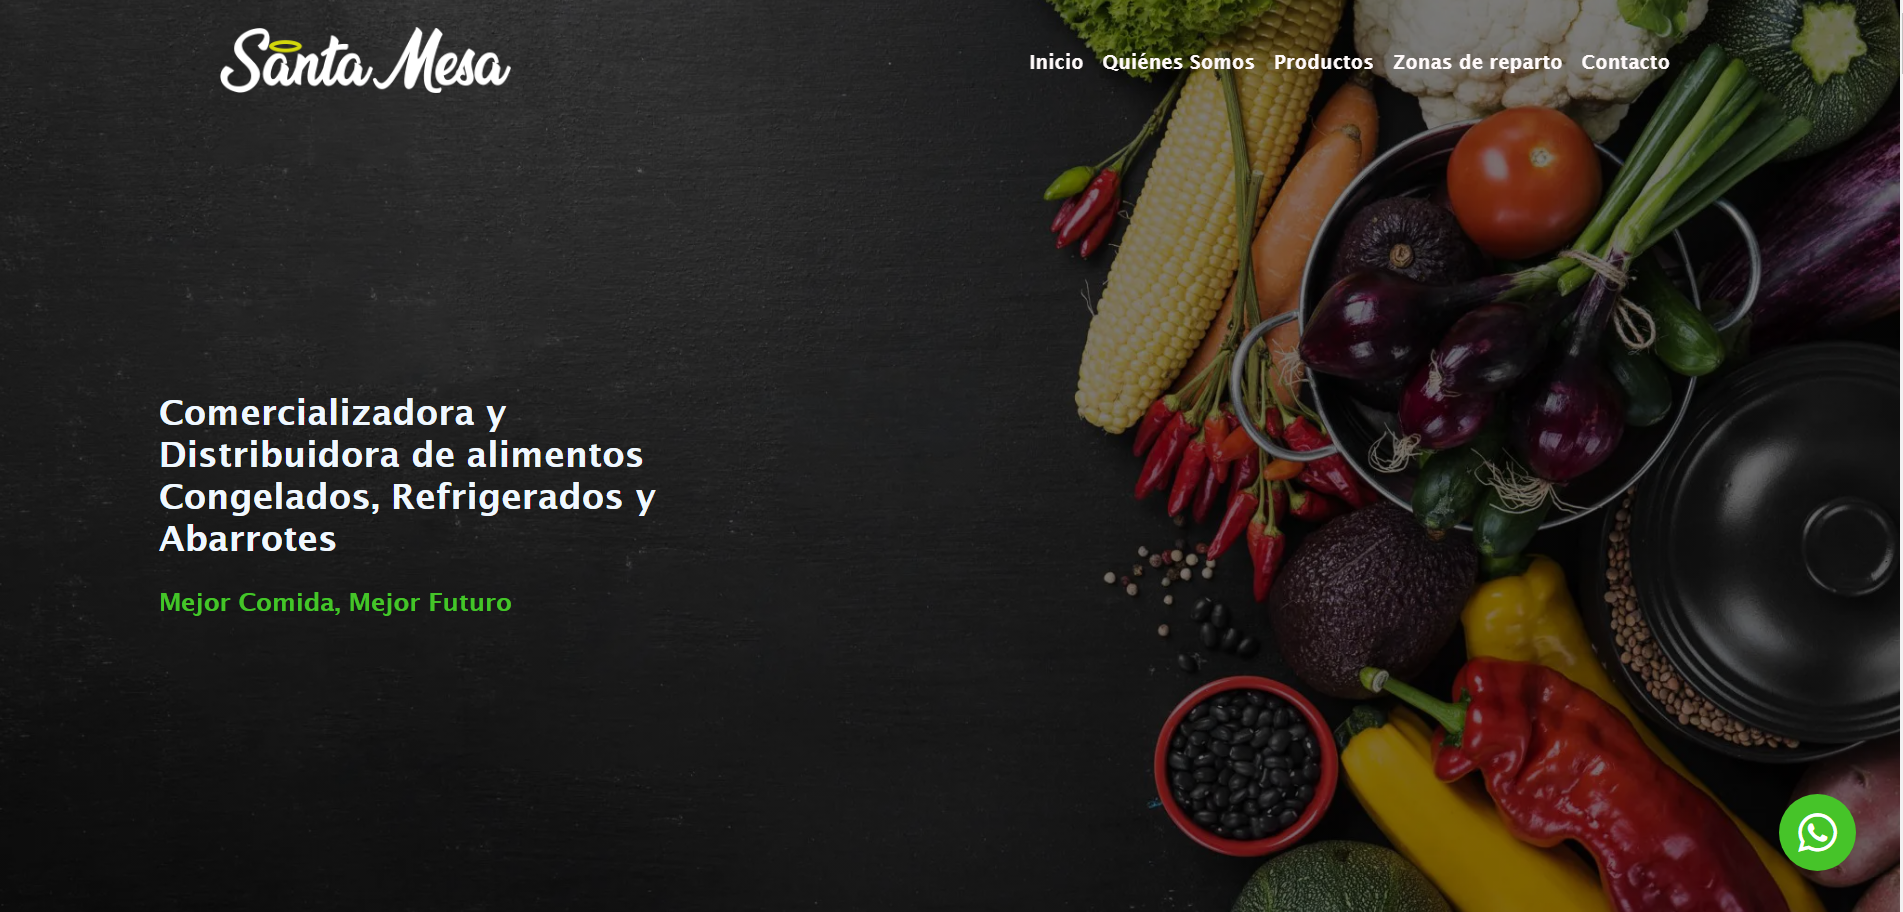 Santa Mesa
Inicio Quiénes Somos Productos Zonas de reparto Contacto
Comercializadora y
Distribuidora de alimentos
Congelados, Refrigerados y
Abarrotes
Mejor Comida, Mejor Futuro